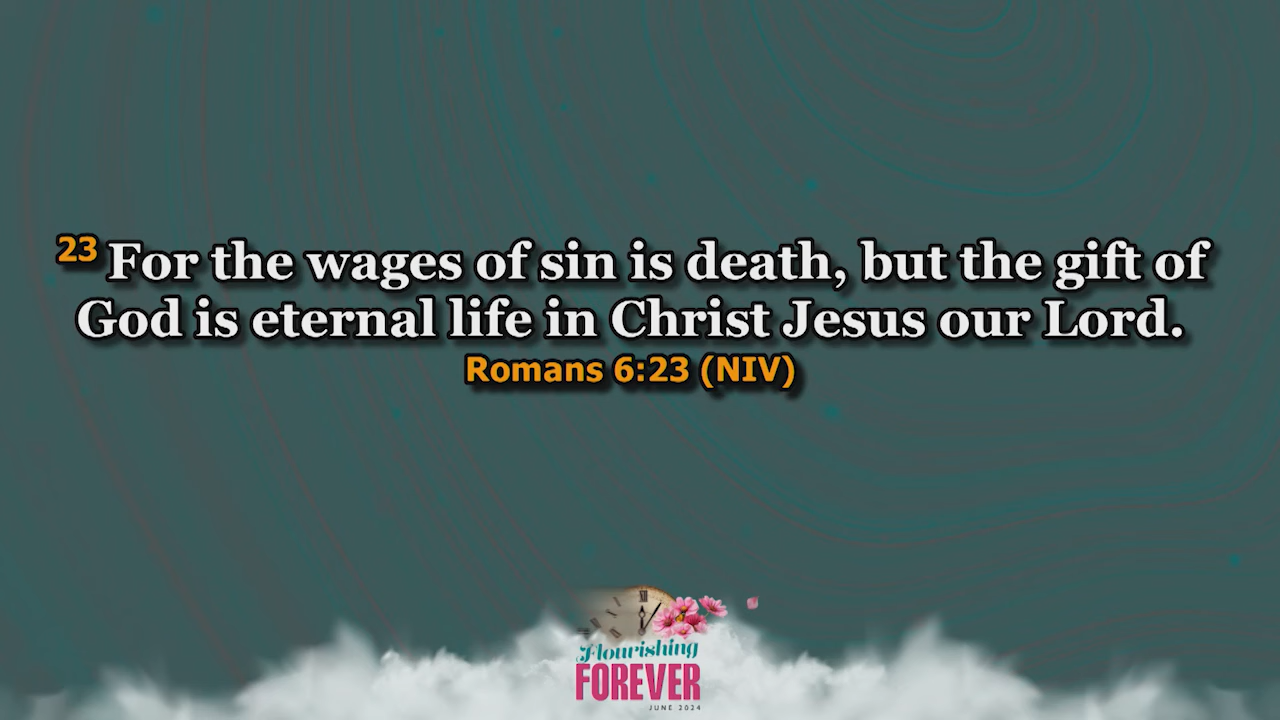 23 For the wages of sin is death, but the gift of
God is eternal life in Christ Jesus our Lord.
Romans 6:23 (NIV)
XII
Flourishing
FOREVER
JUNE 2024